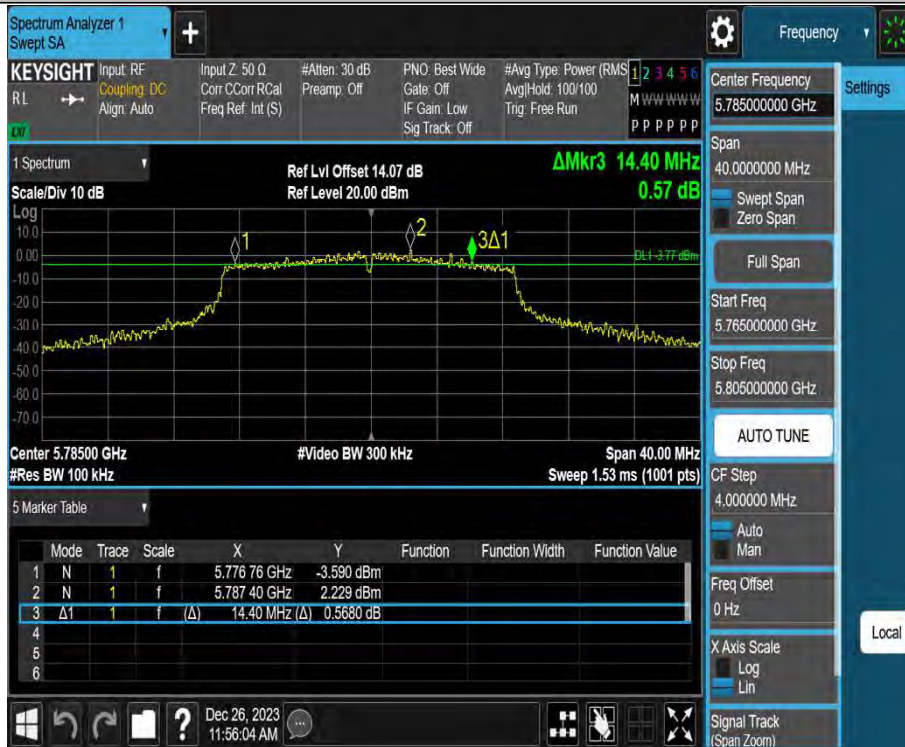 Spectrum Analyzer 1
Swept SA
+
Frequency
KEYSIGHT
RL
LXI
Input: RF
Coupling: DC
Align: Auto
Input Z: 50 Ω
Corr CCorr RCal
Freq Ref: Int (S)
#Atten: 30 dB
Preamp: Off
PNO: Best Wide
Gate: Off
IF Gain: Low
Sig Track: Off
#Avg Type: Power (RMS
Avg|Hold: 100/100
Trig: Free Run
1 2 3 4 5 6
M W W W W W
P P P P P P
1 Spectrum
Scale/Div 10 dB
Ref Lvl Offset 14.07 dB
Ref Level 20.00 dBm
ΔMkr3 14.40 MHz
0.57 dB
Log
10.0
0.00
-10.0
-20.0
-30.0
-40.0
-50.0
-60.0
-70.0
1
2
3Δ1
DL1 -3.77 dBm
Center 5.78500 GHz
#Video BW 300 kHz
Span 40.00 MHz
#Res BW 100 kHz
Sweep 1.53 ms (1001 pts)
5 Marker Table
Mode Trace Scale X Y Function Function Width Function Value
1 N 1 f 5.776 76 GHz -3.590 dBm
2 N 1 f 5.787 40 GHz 2.229 dBm
3 Δ1 1 f (Δ) 14.40 MHz (Δ) 0.5680 dB
4
5
6
?
Dec 26, 2023
11:56:04 AM
Center Frequency
5.785000000 GHz
Settings
Span
40.0000000 MHz
Swept Span
Zero Span
Full Span
Start Freq
5.765000000 GHz
Stop Freq
5.805000000 GHz
AUTO TUNE
CF Step
4.000000 MHz
Auto
Man
Freq Offset
0 Hz
Local
X Axis Scale
Log
Lin
Signal Track
(Span Zoom)